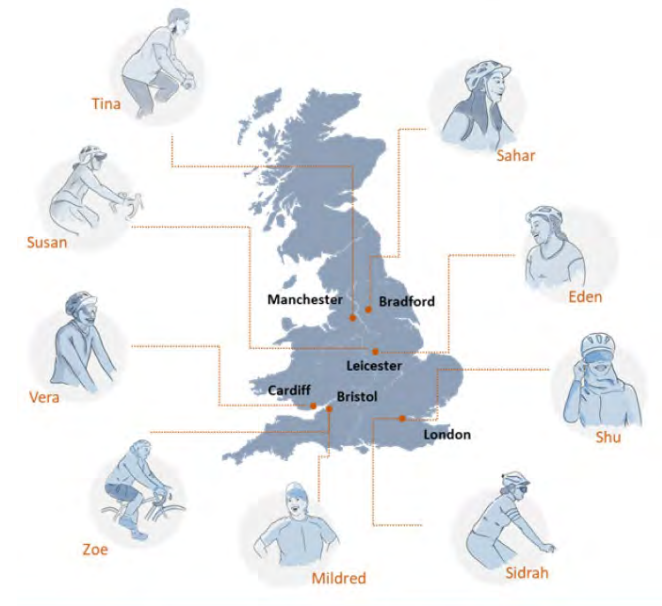 Tina
Sahar
Susan
Eden
Manchester
Bradford
Leicester
Vera
Cardiff
Bristol
London
Shu
Zoe
Mildred
Sidrah